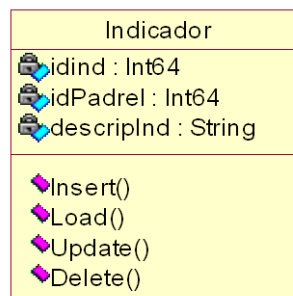 Indicador
idind : Int64
idPadreI : Int64
descripInd : String
Insert()
Load()
Update()
Delete()